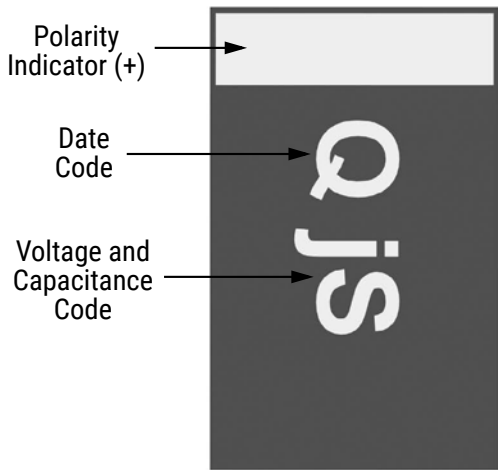 Polarity
Indicator (+)
Date
Code
Voltage and
Capacitance
Code
Q jS